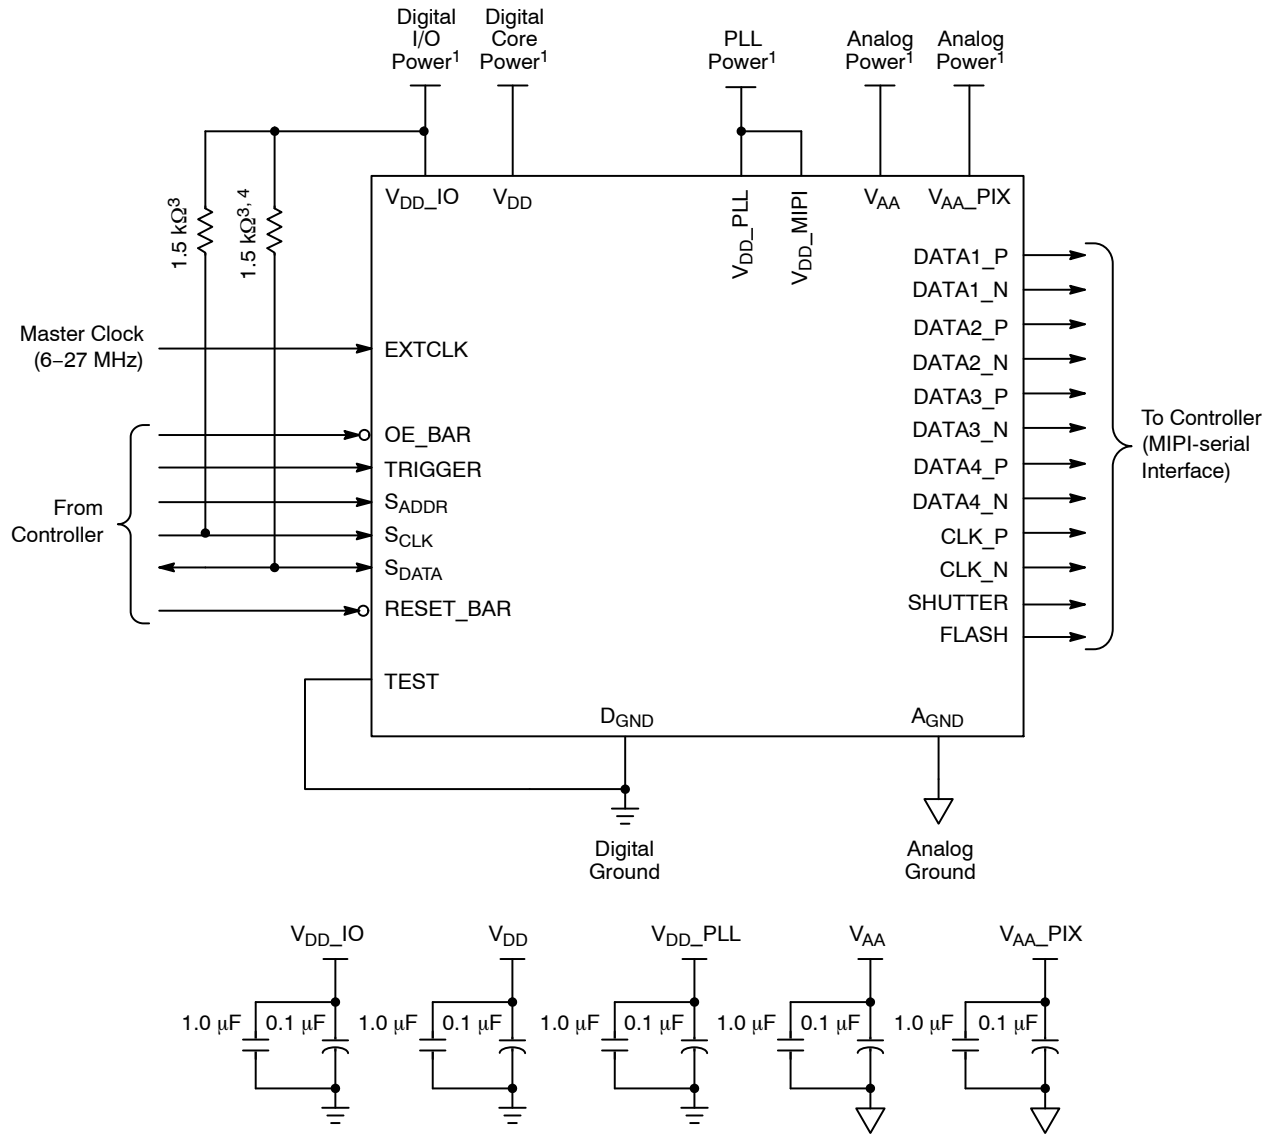 Digital
I/O
Power1
Digital
Core
Power1
PLL
Power1
Analog
Power1
Analog
Power1
VDD_IO
VDD
VDD_PLL
VDD_MIPI
VAA
VAA_PIX
1.5 kΩ3
1.5 kΩ3, 4
Master Clock
(6–27 MHz)
EXTCLK
From
Controller
OE_BAR
TRIGGER
SADDR
SCLK
SDATA
RESET_BAR
TEST
DATA1_P
DATA1_N
DATA2_P
DATA2_N
DATA3_P
DATA3_N
DATA4_P
DATA4_N
CLK_P
CLK_N
SHUTTER
FLASH
To Controller
(MIPI-serial
Interface)
DGND
AGND
Digital
Ground
Analog
Ground
VDD_IO
VDD
VDD_PLL
VAA
VAA_PIX
1.0 μF
0.1 μF
1.0 μF
0.1 μF
1.0 μF
0.1 μF
1.0 μF
0.1 μF
1.0 μF
0.1 μF